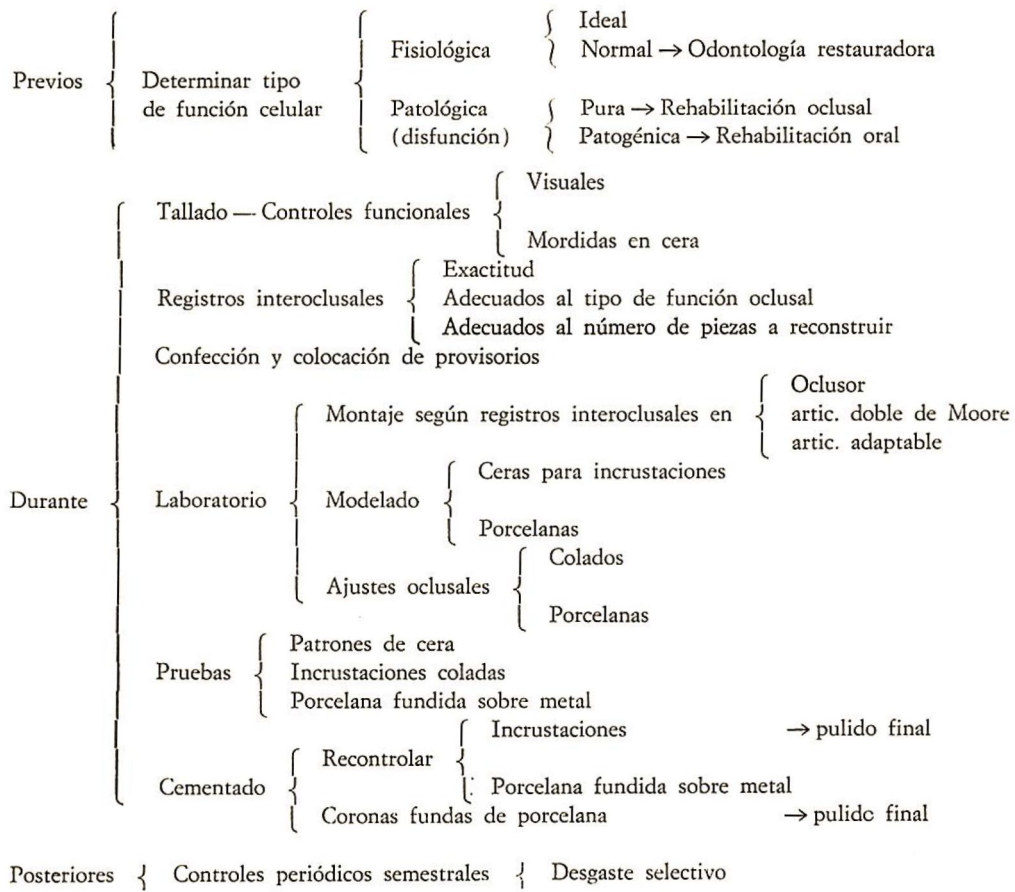 Ideal
Fisiológica
Normal → Odontología restauradora
Previos
Determinar tipo
de función celular
Patológica
(disfunción)
Pura → Rehabilitación oclusal
Patogénica → Rehabilitación oral
Visuales
Tallado — Controles funcionales
Mordidas en cera
Exactitud
Registros interoclusales
Adecuados al tipo de función oclusal
Adecuados al número de piezas a reconstruir
Confección y colocación de provisorios
Oclusor
Montaje según registros interoclusales en
artic. doble de Moore
artic. adaptable
Ceras para incrustaciones
Durante
Laboratorio
Modelado
Porcelanas
Colados
Ajustes oclusales
Porcelanas
Patrones de cera
Pruebas
Incrustaciones coladas
Porcelana fundida sobre metal
Incrustaciones → pulido final
Recontrolar
Cementado
Porcelana fundida sobre metal
Coronas fundas de porcelana → pulido final
Posteriores
Controles periódicos semestrales
Desgaste selectivo